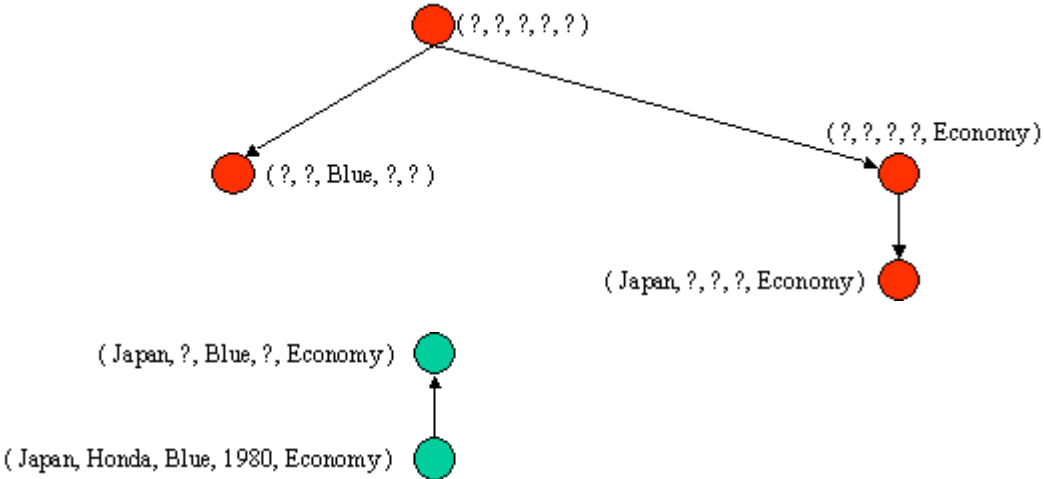 ( ?, ?, ?, ?, ? )
( ?, ?, ?, ?, Economy )
( ?, ?, Blue, ?, ? )
( Japan, ?, ?, ?, Economy )
( Japan, ?, Blue, ?, Economy )
( Japan, Honda, Blue, 1980, Economy )